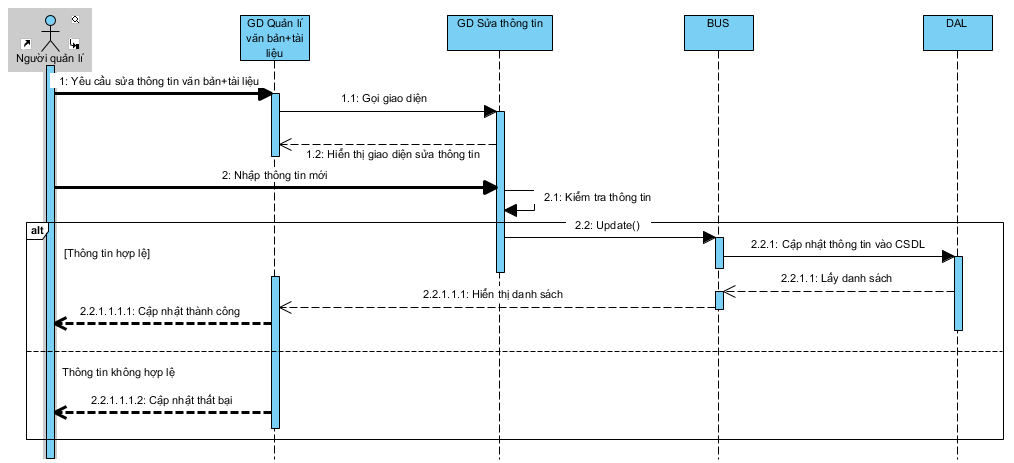 Người quản lí
GD Quản lí
văn bản+tài
liệu
GD Sửa thông tin
BUS
DAL
1: Yêu cầu sửa thông tin văn bản+tài liệu
1.1: Gọi giao diện
1.2: Hiển thị giao diện sửa thông tin
2: Nhập thông tin mới
2.1: Kiểm tra thông tin
alt
2.2: Update()
[Thông tin hợp lệ]
2.2.1: Cập nhật thông tin vào CSDL
2.2.1.1: Lấy danh sách
2.2.1.1.1: Hiển thị danh sách
2.2.1.1.1.1: Cập nhật thành công
Thông tin không hợp lệ
2.2.1.1.1.2: Cập nhật thất bại